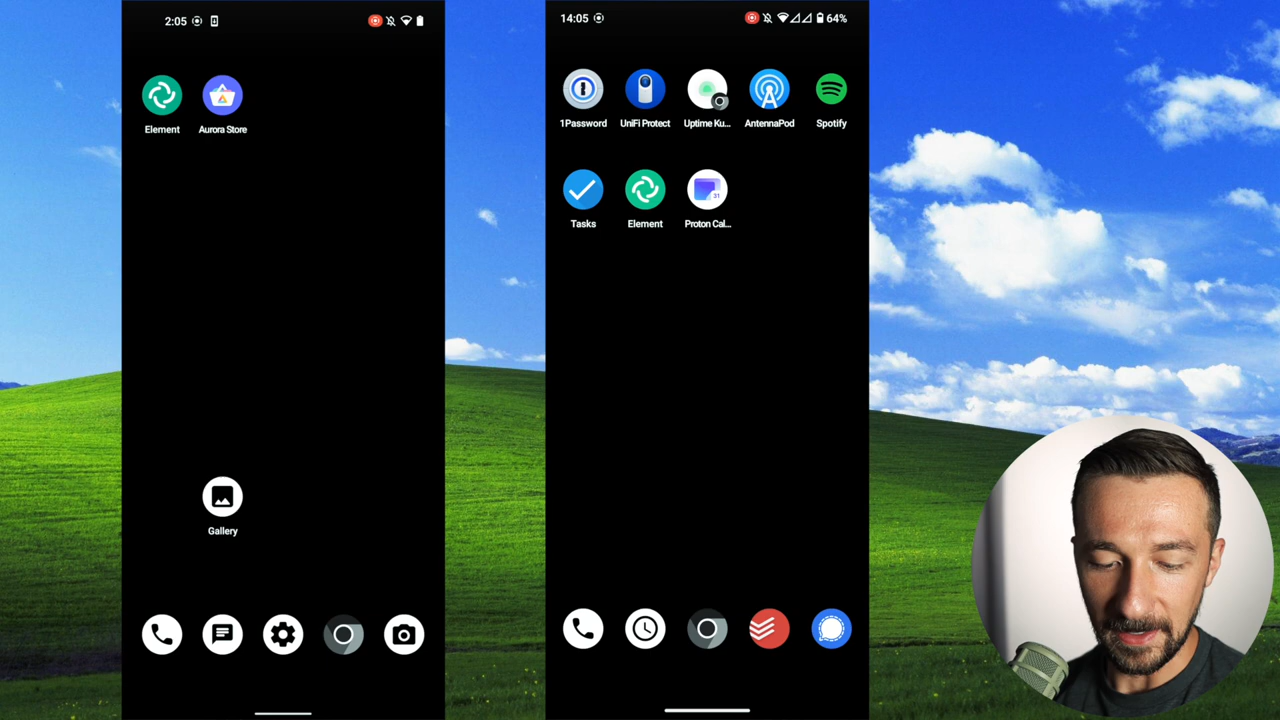 2:05
Element
Aurora Store
Gallery
14:05
64%
1Password
UniFi Protect
Uptime Ku...
AntennaPod
Spotify
Tasks
Element
Proton Cal...
31